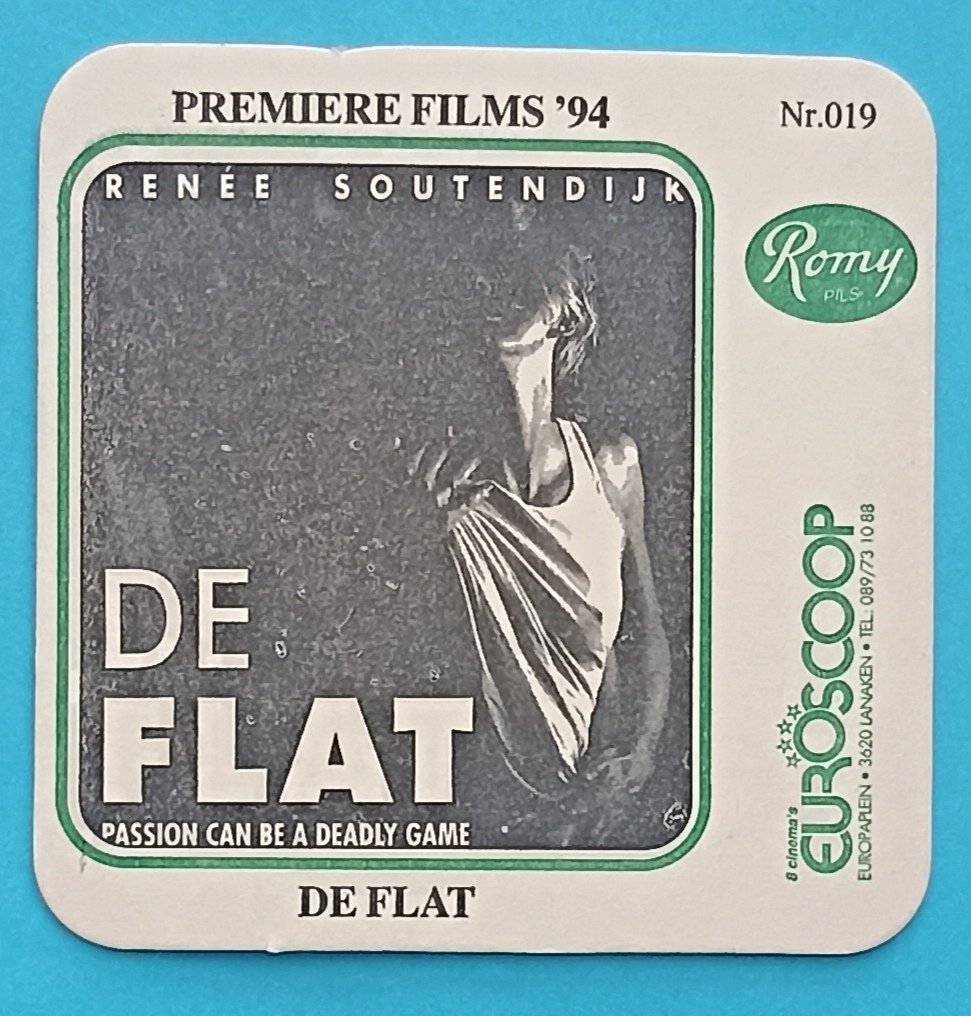 PREMIERE FILMS ’94
Nr.019
RENÉE SOUTENDIJK
Romy
PILS
DE
FLAT
PASSION CAN BE A DEADLY GAME
DE FLAT
8 cinema's
EUROSCOOP
EUROPAPLEIN • 3620 LANAKEN • TEL: 089/73 10 88